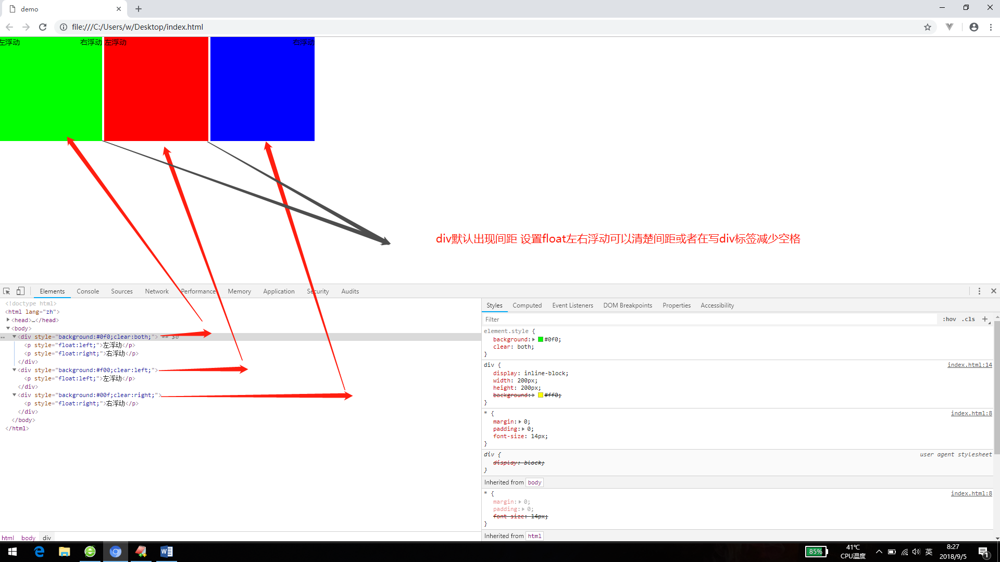 demo
file:///C:/Users/w/Desktop/index.html
左浮动 右浮动 左浮动 右浮动
div默认出现间距 设置float左右浮动可以清楚间距或者在写div标签减少空格
Elements Console Sources Network Performance Memory Application Security Audits
<!doctype html>
<html lang="zh">
<head>…</head>
<body>
<div style="background:#0f0;clear:both;"> == $0
<p style="float:left;">左浮动</p>
<p style="float:right;">右浮动</p>
</div>
<div style="background:#f00;clear:left;">
<p style="float:left;">左浮动</p>
</div>
<div style="background:#00f;clear:right;">
<p style="float:right;">右浮动</p>
</div>
</body>
</html>
html body div
Styles Computed Event Listeners DOM Breakpoints Properties Accessibility
Filter :hov .cls
element.style {
background: #0f0;
clear: both;
}
div { index.html:14
display: inline-block;
width: 200px;
height: 200px;
background: #ff0;
}
* { index.html:8
margin: 0;
padding: 0;
font-size: 14px;
}
div { user agent stylesheet
display: block;
}
Inherited from body
* { index.html:8
margin: 0;
padding: 0;
font-size: 14px;
}
Inherited from html
85% 41℃ 英 8:27
CPU温度 2018/9/5 1